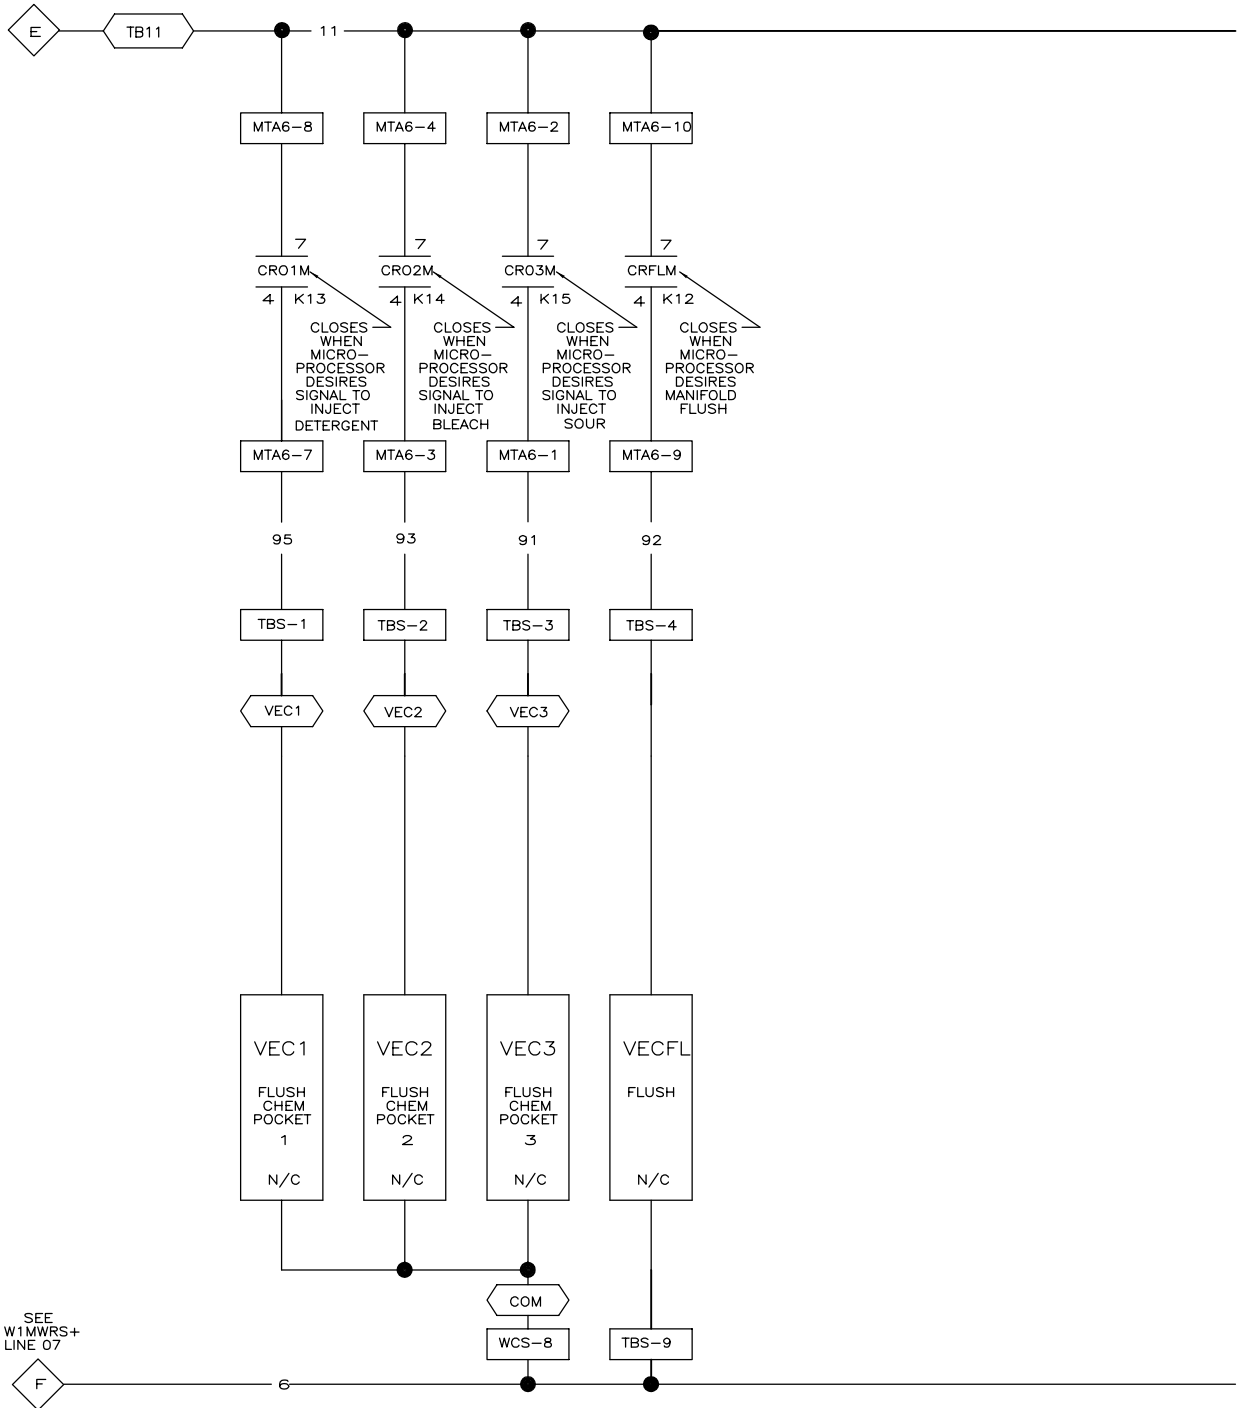 E
TB11
11
MTA6-8
MTA6-4
MTA6-2
MTA6-10
7
7
7
7
CR01M
CR02M
CR03M
CRFLM
4 K13
4 K14
4 K15
4 K12
CLOSES
WHEN
MICRO-
PROCESSOR
DESIRES
SIGNAL TO
INJECT
DETERGENT
CLOSES
WHEN
MICRO-
PROCESSOR
DESIRES
SIGNAL TO
INJECT
BLEACH
CLOSES
WHEN
MICRO-
PROCESSOR
DESIRES
SIGNAL TO
INJECT
SOUR
CLOSES
WHEN
MICRO-
PROCESSOR
DESIRES
MANIFOLD
FLUSH
MTA6-7
MTA6-3
MTA6-1
MTA6-9
95
93
91
92
TBS-1
TBS-2
TBS-3
TBS-4
VEC1
VEC2
VEC3
VEC1
FLUSH
CHEM
POCKET
1
N/C
VEC2
FLUSH
CHEM
POCKET
2
N/C
VEC3
FLUSH
CHEM
POCKET
3
N/C
VECFL
FLUSH
N/C
COM
WCS-8
TBS-9
SEE
W1MWRS+
LINE 07
F
6